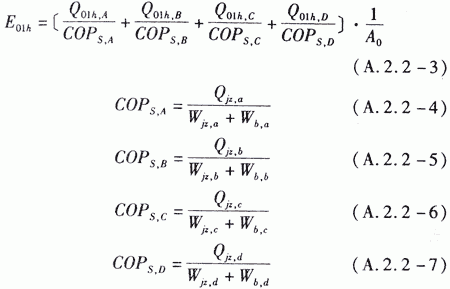 E_{01h} = [ \frac{Q_{01h,A}}{COP_{S,A}} + \frac{Q_{01h,B}}{COP_{S,B}} + \frac{Q_{01h,C}}{COP_{S,C}} + \frac{Q_{01h,D}}{COP_{S,D}} ] · \frac{1}{A_0}
(A.2.2-3)
COP_{S,A} = \frac{Q_{jz,a}}{W_{jz,a} + W_{b,a}} (A.2.2-4)
COP_{S,B} = \frac{Q_{jz,b}}{W_{jz,b} + W_{b,b}} (A.2.2-5)
COP_{S,C} = \frac{Q_{jz,c}}{W_{jz,c} + W_{b,c}} (A.2.2-6)
COP_{S,D} = \frac{Q_{jz,d}}{W_{jz,d} + W_{b,d}} (A.2.2-7)